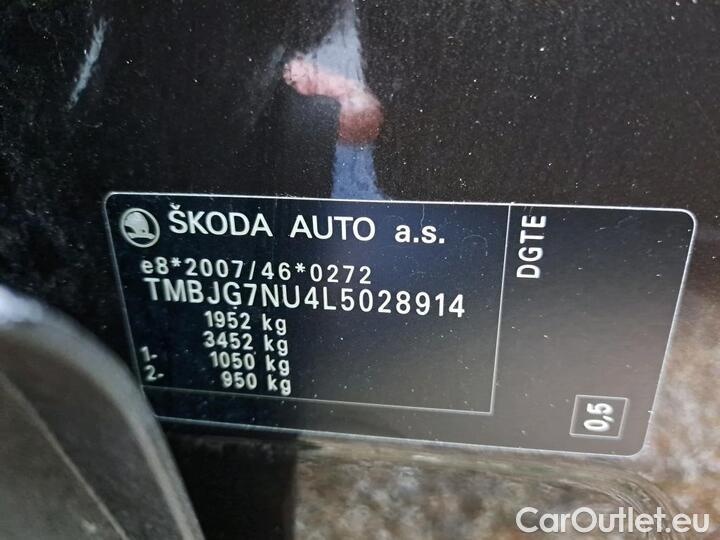 ŠKODA AUTO a.s.
e8*2007/46*0272
TMBJG7NU4L5028914
1952 kg
3452 kg
1- 1050 kg
2- 950 kg
DGTE
0,5
CarOutlet.eu